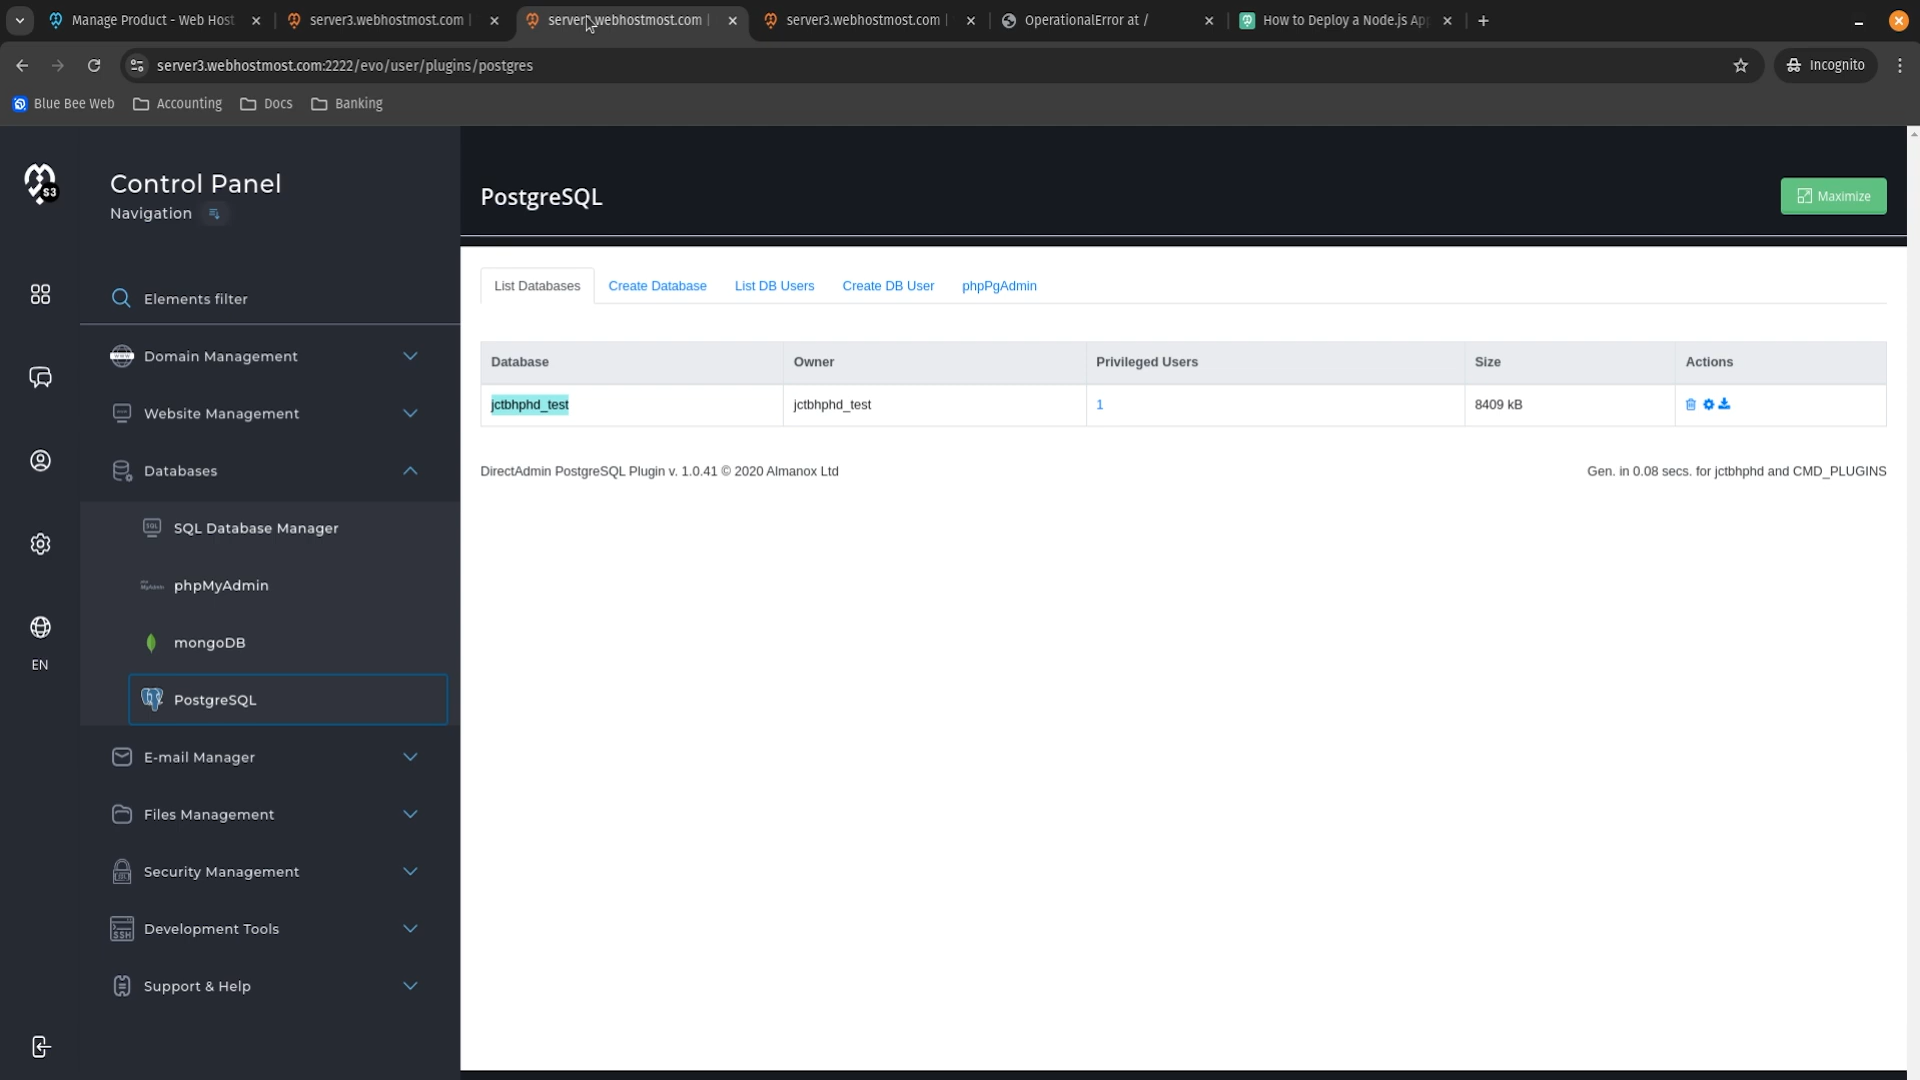 Manage Product - Web Host
server3.webhostmost.com |
server3.webhostmost.com |
server3.webhostmost.com |
OperationalError at /
How to Deploy a Node.js Ap
server3.webhostmost.com:2222/evo/user/plugins/postgres
Incognito
Blue Bee Web
Accounting
Docs
Banking
S3
Control Panel
Navigation
Elements filter
Domain Management
Website Management
Databases
SQL Database Manager
phpMyAdmin
mongoDB
PostgreSQL
E-mail Manager
Files Management
Security Management
SSH
Development Tools
Support & Help
EN
PostgreSQL
Maximize
List Databases
Create Database
List DB Users
Create DB User
phpPgAdmin
Database Owner Privileged Users Size Actions
jctbhphd_test jctbhphd_test 1 8409 kB
DirectAdmin PostgreSQL Plugin v. 1.0.41 © 2020 Almanox Ltd
Gen. in 0.08 secs. for jctbhphd and CMD_PLUGINS